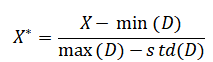 X* = (X − min (D)) / (max (D) − s td(D))